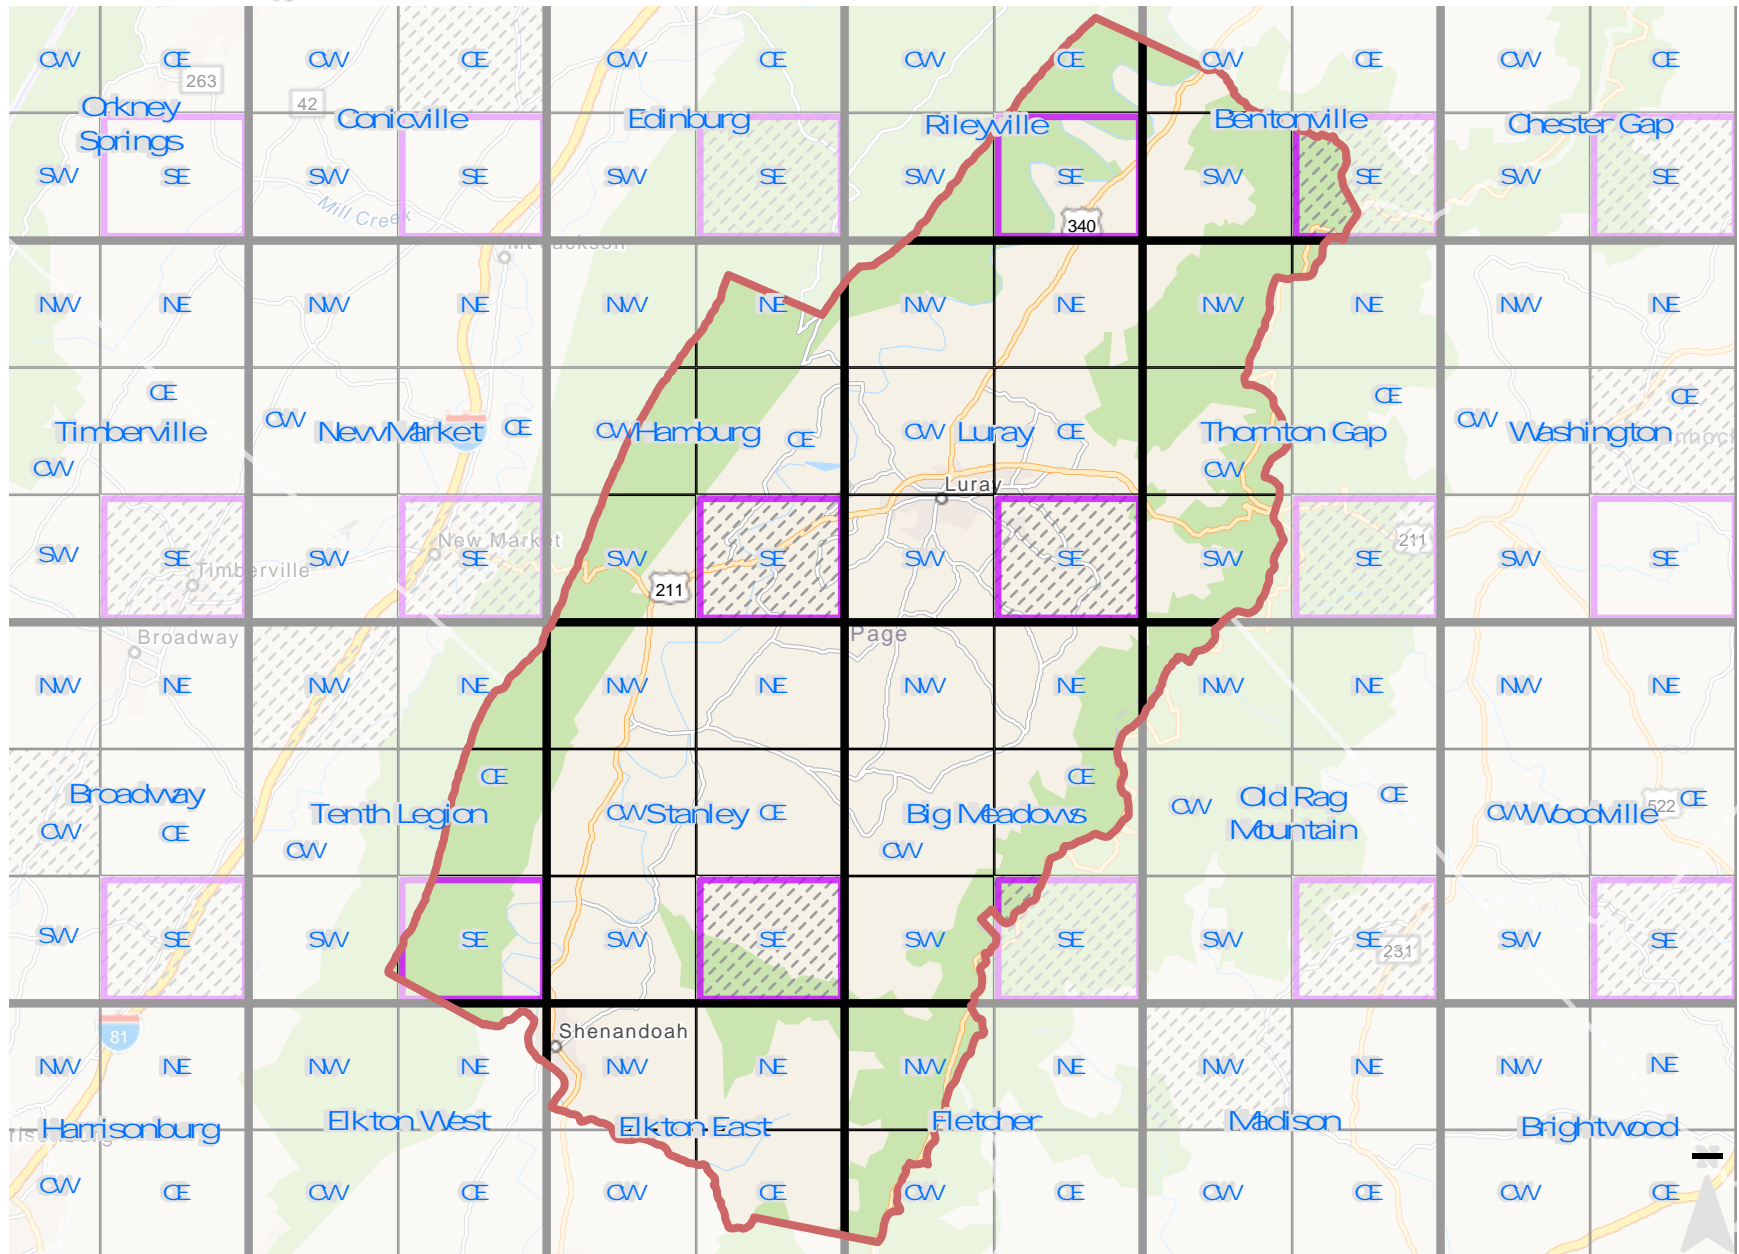 CW CE CW CE CW CE CW CE CW CE CW CE
263
42
Orkney
Springs
Conicville
Edinburg
Rileyville
Bentonville
Chester Gap
SW SE SW SE SW SE SW SE SW SE SW SE
Mill Creek
340
Mt Jackson
NW NE NW NE NW NE NW NE NW NE NW NE
CE CE CE
Timberville CW New Market CE CW Hamburg CE CW Luray CE Thornton Gap CW Washington
CW CW
Luray
SW SE SW SE SW SE SW SE SW SE SW SE
New Market
211
Timberville
211
Broadway
Page
NW NE NW NE NW NE NW NE NW NE NW NE
CE CE
Broadway Tenth Legion CW Stanley CE Big Meadows CW Old Rag
Mountain
CE CW Woodville 522 CE
CW CE CW CW
SW SE SW SE SW SE SW SE SW SE SW SE
231
81
Shenandoah
NW NE NW NE NW NE NW NE NW NE NW NE
Harrisonburg Elkton West Elkton East Fletcher Madison Brightwood
CW CE CW CE CW CE CW CE CW CE CW CE